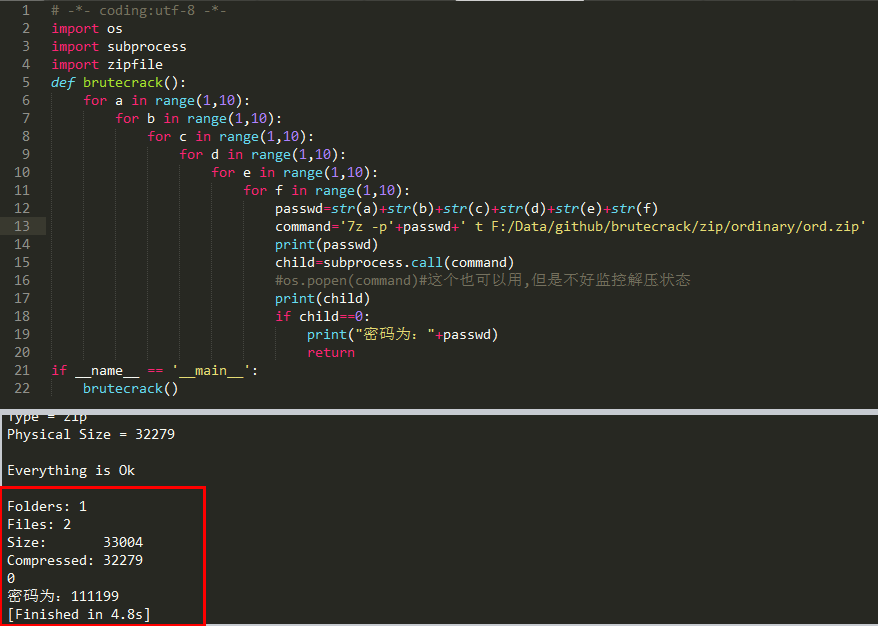 1 # -*- coding:utf-8 -*-
2 import os
3 import subprocess
4 import zipfile
5 def brutecrack():
6 for a in range(1,10):
7 for b in range(1,10):
8 for c in range(1,10):
9 for d in range(1,10):
10 for e in range(1,10):
11 for f in range(1,10):
12 passwd=str(a)+str(b)+str(c)+str(d)+str(e)+str(f)
13 command='7z -p'+passwd+' t F:/Data/github/brutecrack/zip/ordinary/ord.zip'
14 print(passwd)
15 child=subprocess.call(command)
16 #os.popen(command)#这个也可以用,但是不好监控解压状态
17 print(child)
18 if child==0:
19 print("密码为："+passwd)
20 return
21 if __name__ == '__main__':
22 brutecrack()
Type = zip
Physical Size = 32279
Everything is Ok
Folders: 1
Files: 2
Size: 33004
Compressed: 32279
0
密码为：111199
[Finished in 4.8s]